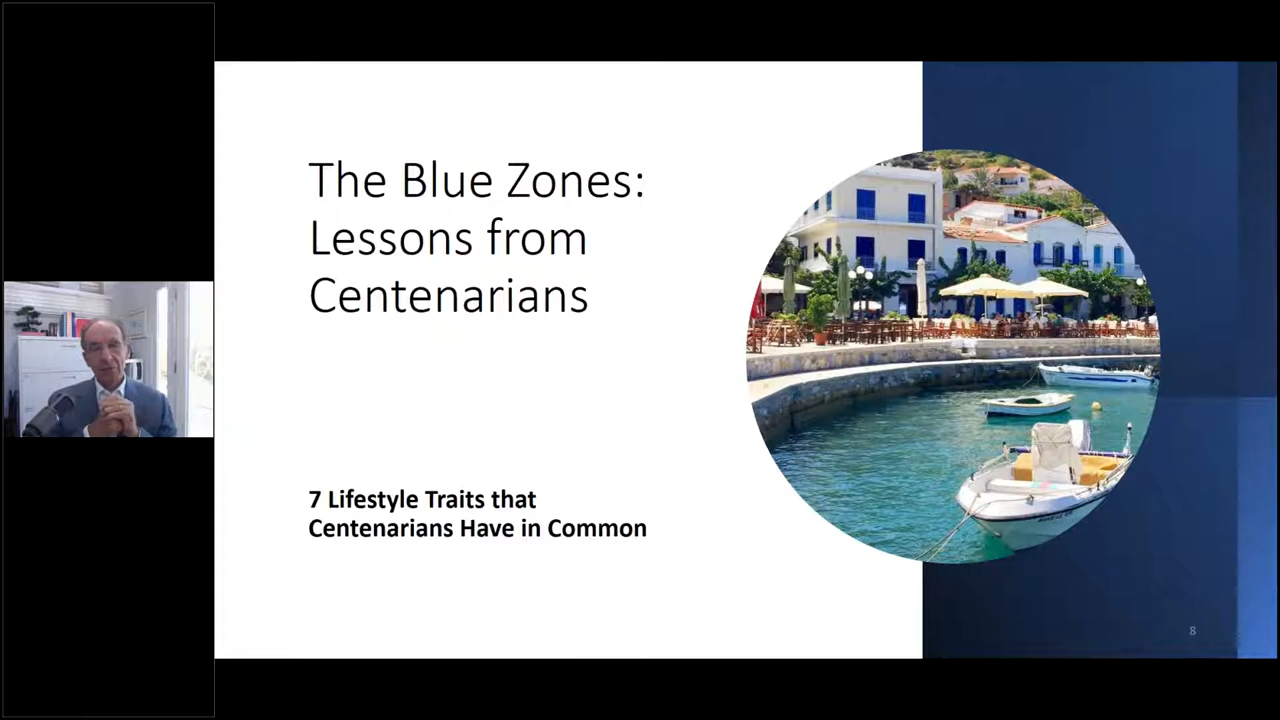 The Blue Zones:
Lessons from
Centenarians
7 Lifestyle Traits that
Centenarians Have in Common
8